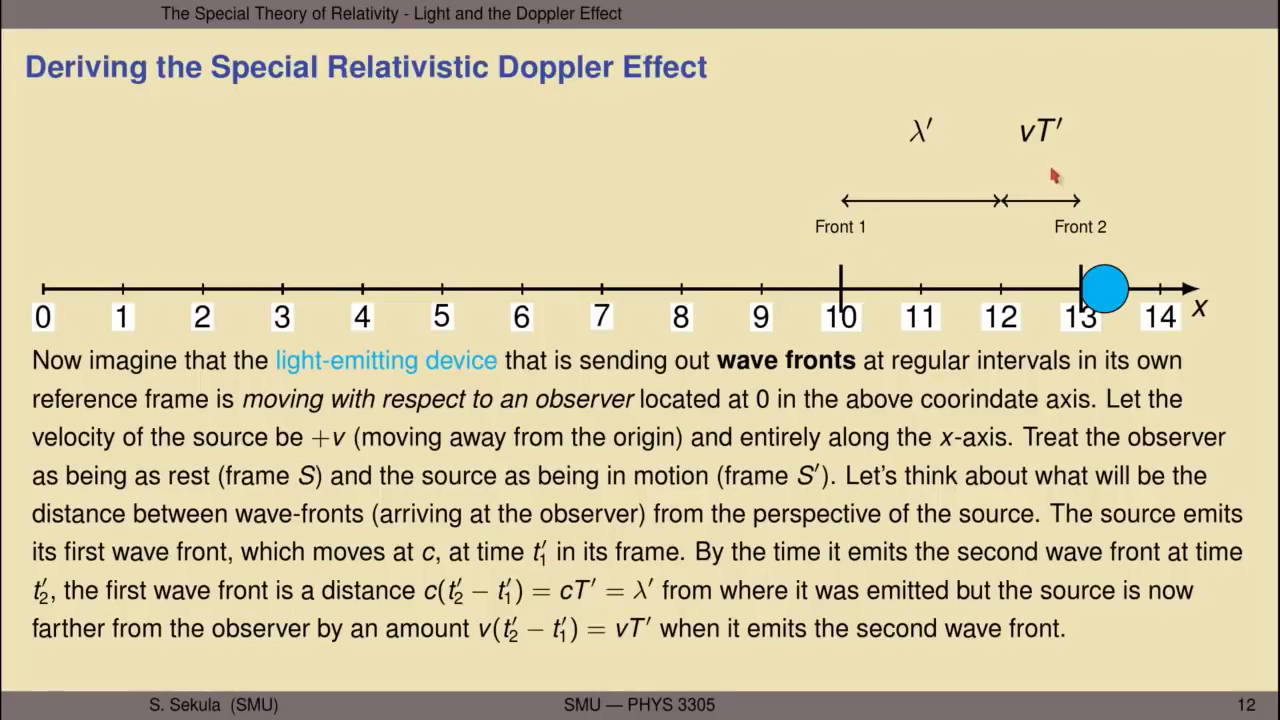 The Special Theory of Relativity - Light and the Doppler Effect
Deriving the Special Relativistic Doppler Effect
λ′ vT′
Front 1 Front 2
0 1 2 3 4 5 6 7 8 9 10 11 12 13 14 x
Now imagine that the light-emitting device that is sending out wave fronts at regular intervals in its own
reference frame is moving with respect to an observer located at 0 in the above coorindate axis. Let the
velocity of the source be +v (moving away from the origin) and entirely along the x-axis. Treat the observer
as being as rest (frame S) and the source as being in motion (frame S′). Let's think about what will be the
distance between wave-fronts (arriving at the observer) from the perspective of the source. The source emits
its first wave front, which moves at c, at time t′₁ in its frame. By the time it emits the second wave front at time
t′₂, the first wave front is a distance c(t′₂ − t′₁) = cT′ = λ′ from where it was emitted but the source is now
farther from the observer by an amount v(t′₂ − t′₁) = vT′ when it emits the second wave front.
S. Sekula (SMU) SMU — PHYS 3305 12